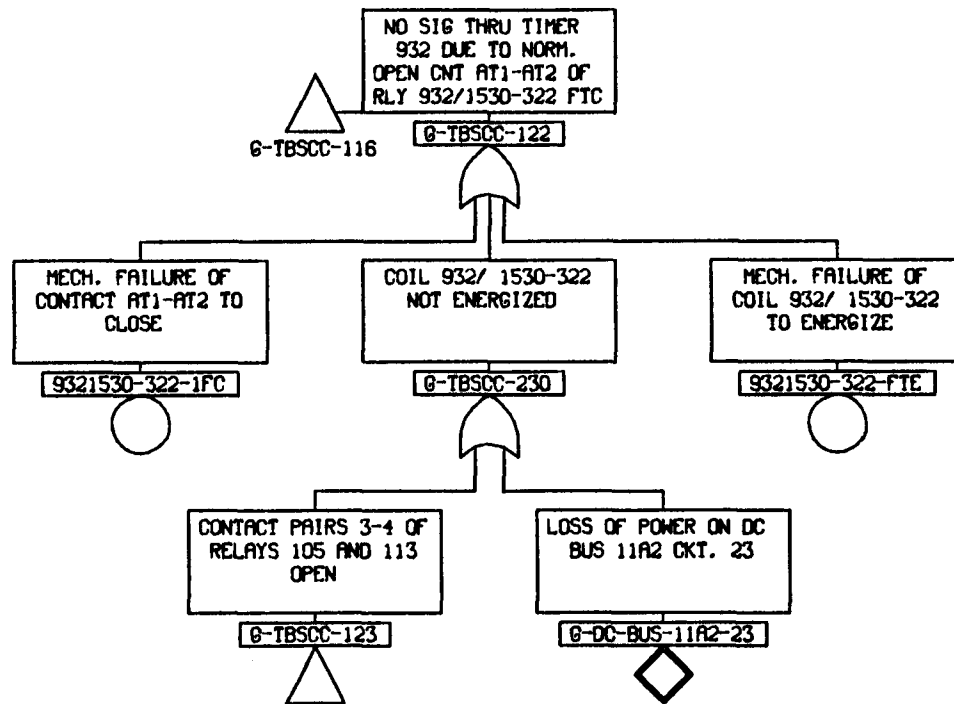 NO SIG THRU TIMER
932 DUE TO NORM.
OPEN CNT AT1-AT2 OF
RLY 932/1530-322 FTC
G-TBSCC-116
G-TBSCC-122
MECH. FAILURE OF
CONTACT AT1-AT2 TO
CLOSE
9321530-322-1FC
COIL 932/ 1530-322
NOT ENERGIZED
G-TBSCC-230
MECH. FAILURE OF
COIL 932/ 1530-322
TO ENERGIZE
9321530-322-FTE
CONTACT PAIRS 3-4 OF
RELAYS 105 AND 113
OPEN
G-TBSCC-123
LOSS OF POWER ON DC
BUS 11A2 CKT. 23
G-DC-BUS-11A2-23